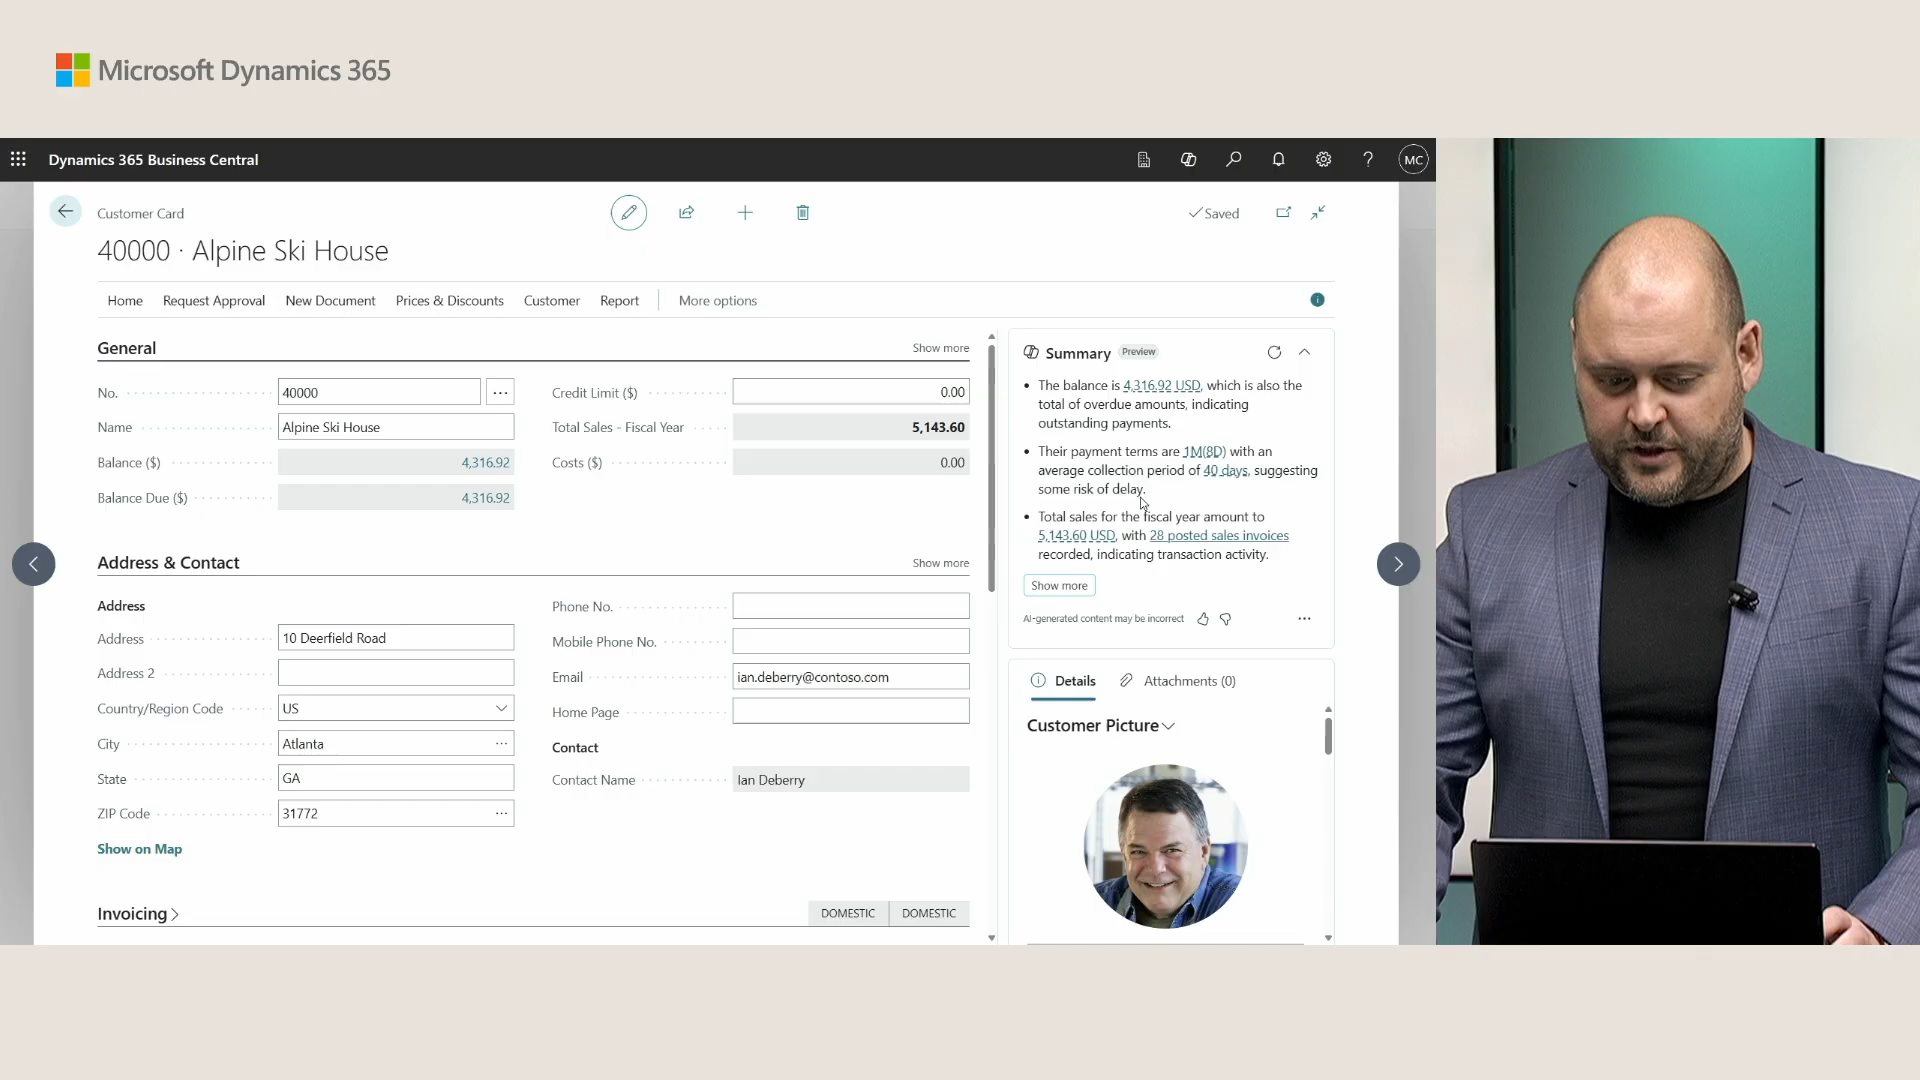 Microsoft Dynamics 365
Dynamics 365 Business Central
MC
Customer Card
Saved
40000 · Alpine Ski House
Home
Request Approval
New Document
Prices & Discounts
Customer
Report
More options
General
Show more
No.
40000
Name
Alpine Ski House
Balance ($)
4,316.92
Balance Due ($)
4,316.92
Credit Limit ($)
0.00
Total Sales - Fiscal Year
5,143.60
Costs ($)
0.00
Address & Contact
Show more
Address
Address
10 Deerfield Road
Address 2
Country/Region Code
US
City
Atlanta
State
GA
ZIP Code
31772
Show on Map
Phone No.
Mobile Phone No.
Email
ian.deberry@contoso.com
Home Page
Contact
Contact Name
Ian Deberry
Invoicing
DOMESTIC
DOMESTIC
Summary
Preview
• The balance is 4,316.92 USD, which is also the
total of overdue amounts, indicating
outstanding payments.
• Their payment terms are 1M(8D) with an
average collection period of 40 days, suggesting
some risk of delay.
• Total sales for the fiscal year amount to
5,143.60 USD, with 28 posted sales invoices
recorded, indicating transaction activity.
Show more
AI-generated content may be incorrect
Details
Attachments (0)
Customer Picture